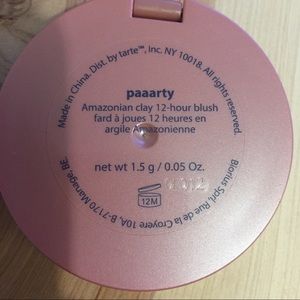 Made in China. Dist. by tarte™, Inc. NY 10018. All rights reserved.
paaarty
Amazonian clay 12-hour blush
fard à joues 12 heures en
argile Amazonienne
net wt 1.5 g / 0.05 Oz.
12M
Borlus Sprl, Rue de la Croyere 10A, B-7170 Manage, BE